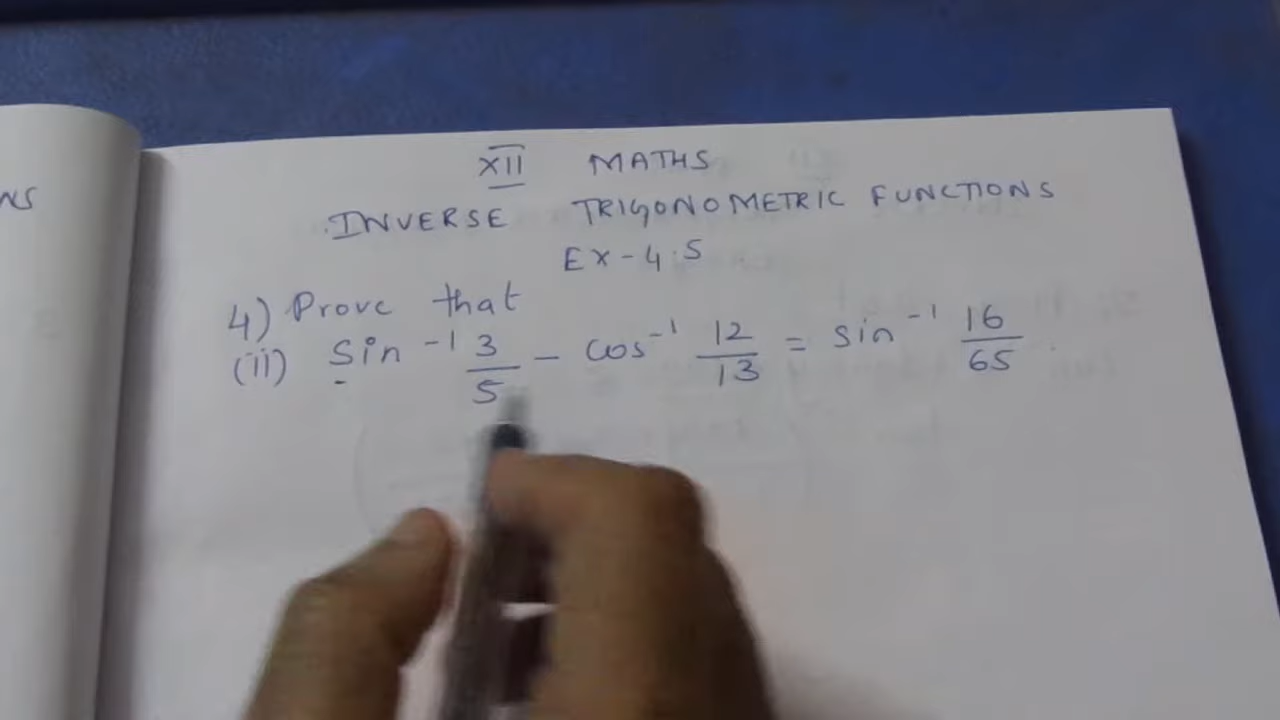 NS
XII MATHS
INVERSE TRIGONOMETRIC FUNCTIONS
EX-4.5
4) Prove that
(ii) Sin⁻¹ 3/5 - cos⁻¹ 12/13 = sin⁻¹ 16/65